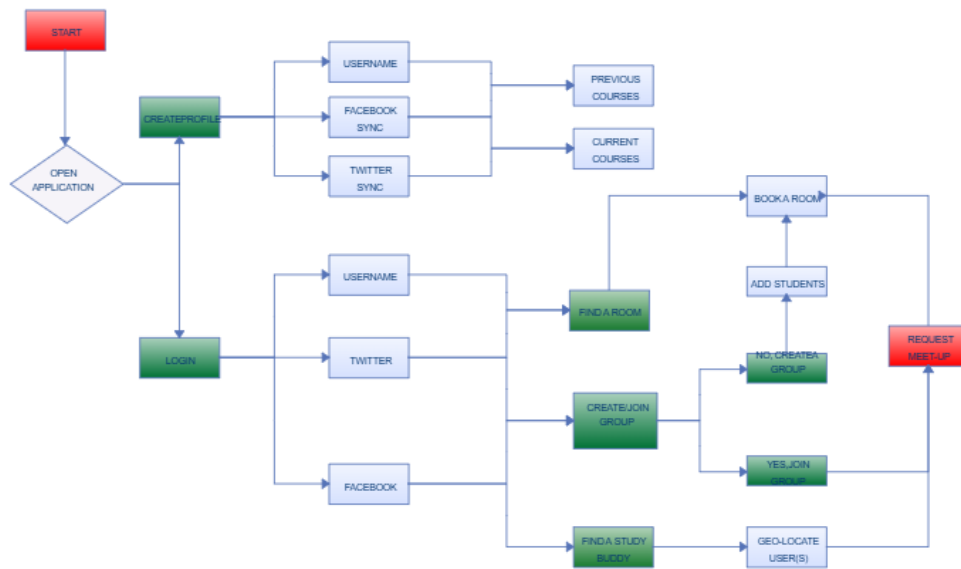 START
OPEN
APPLICATION
CREATEPROFILE
USERNAME
FACEBOOK
SYNC
TWITTER
SYNC
PREVIOUS
COURSES
CURRENT
COURSES
LOGIN
USERNAME
TWITTER
FACEBOOK
FIND A ROOM
CREATE/JOIN
GROUP
FIND A STUDY
BUDDY
BOOK A ROOM
ADD STUDENTS
NO, CREATEA
GROUP
YES,JOIN
GROUP
GEO-LOCATE
USER(S)
REQUEST
MEET-UP